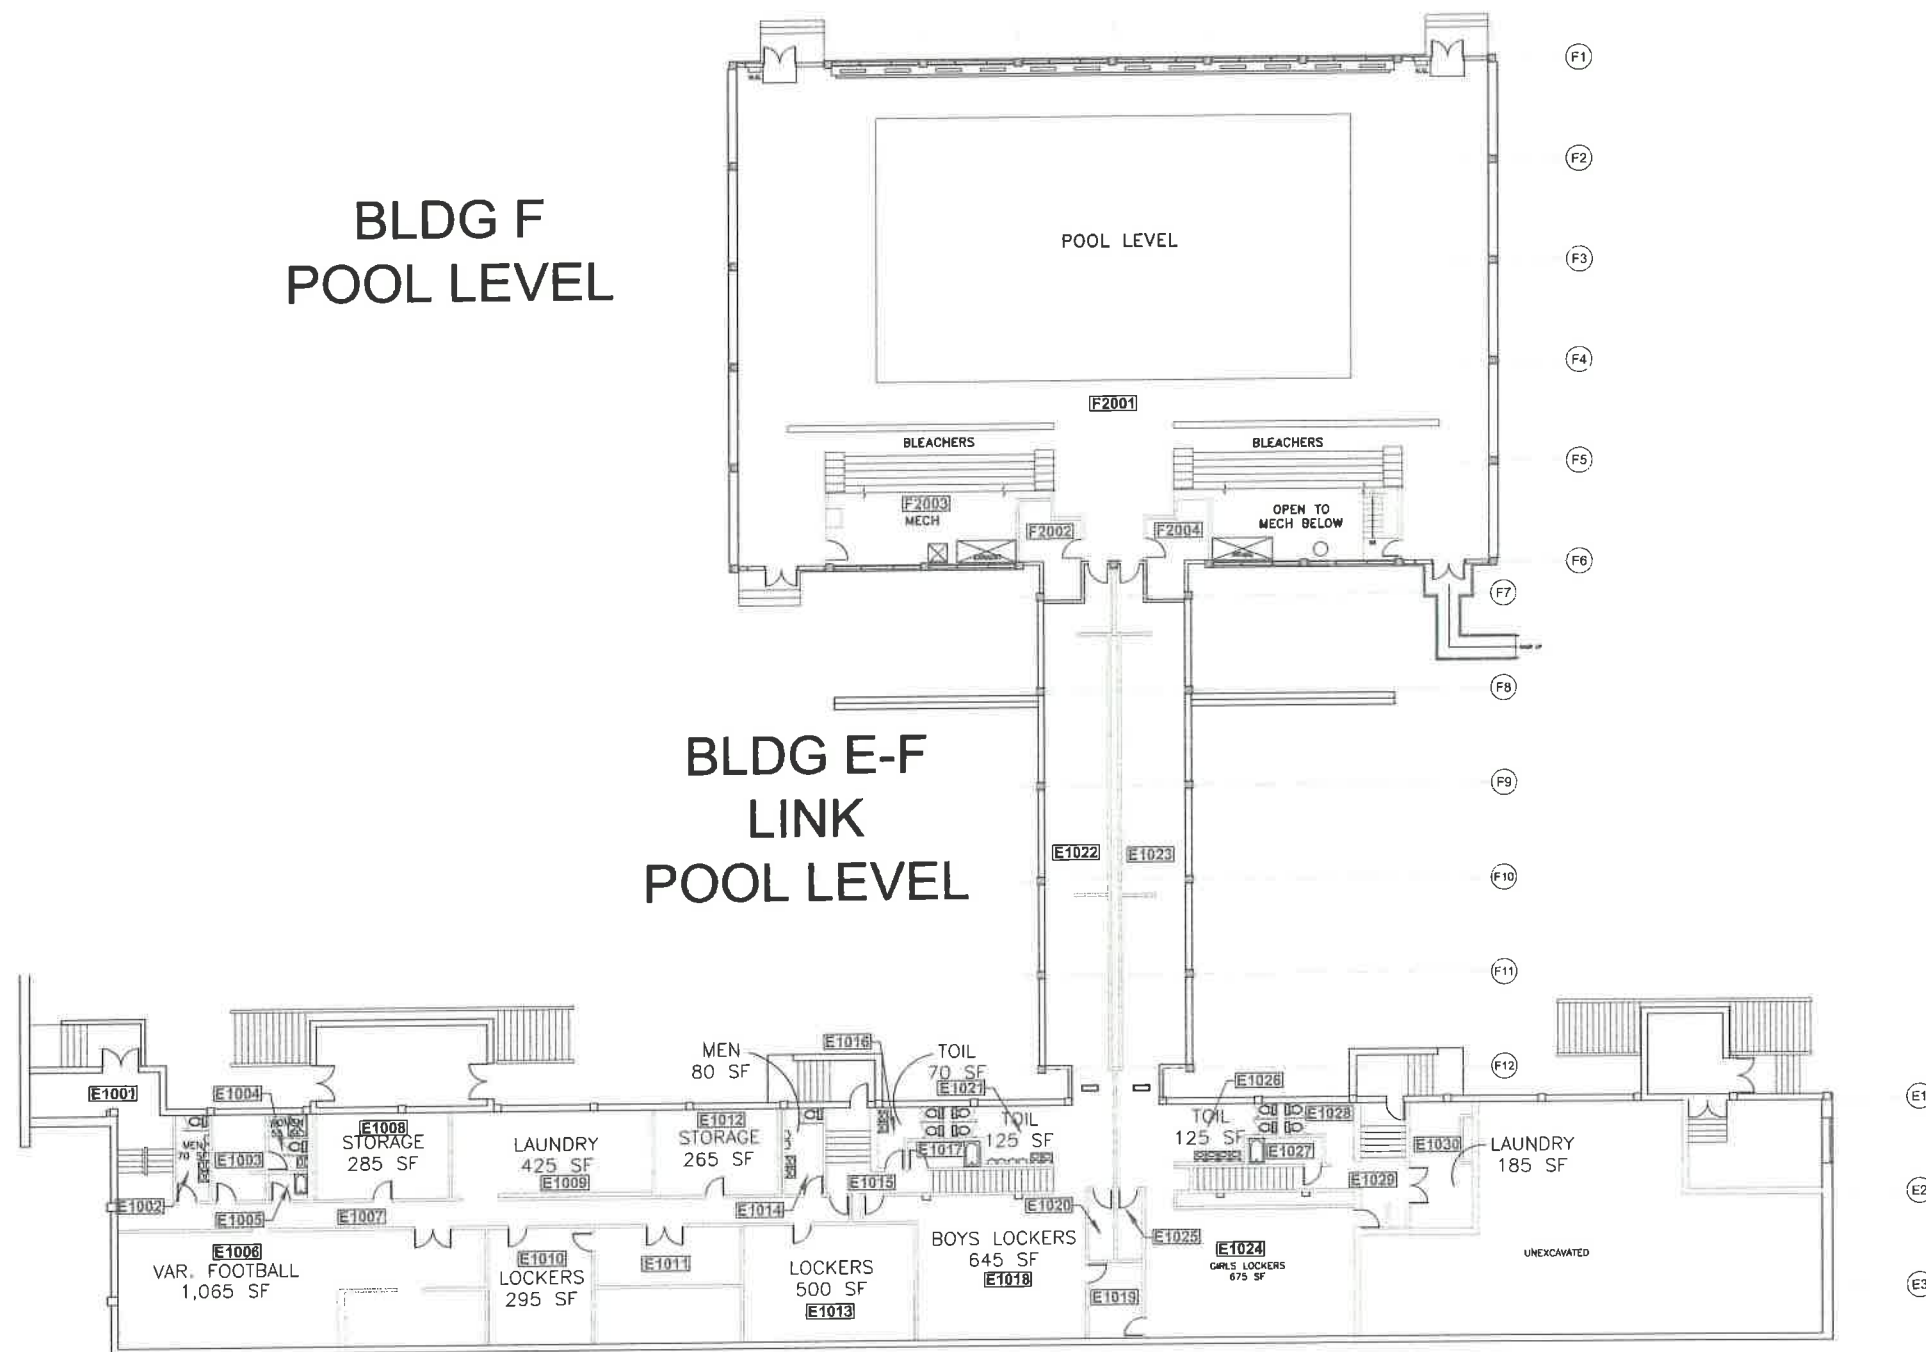 F1
F2
BLDG F
POOL LEVEL
POOL LEVEL
F3
F4
F2001
BLEACHERS
BLEACHERS
F5
F2003
MECH
F2002
F2004
OPEN TO
MECH BELOW
F6
F7
F8
BLDG E-F
LINK
POOL LEVEL
F9
E1022
E1023
F10
F11
F12
E1
E2
E3
E1001
E1004
E1003
MEN
70
E1002
E1005
E1008
STORAGE
285 SF
E1007
LAUNDRY
425 SF
E1009
E1012
STORAGE
265 SF
MEN
80 SF
E1016
TOIL
70 SF
E1021
TOIL
125 SF
E1017
E1014
E1015
E1020
E1026
TOIL
125 SF
E1028
E1027
E1025
E1029
E1030
LAUNDRY
185 SF
E1006
VAR. FOOTBALL
1,065 SF
E1010
LOCKERS
295 SF
E1011
LOCKERS
500 SF
E1013
BOYS LOCKERS
645 SF
E1018
E1019
E1024
GIRLS LOCKERS
675 SF
UNEXCAVATED